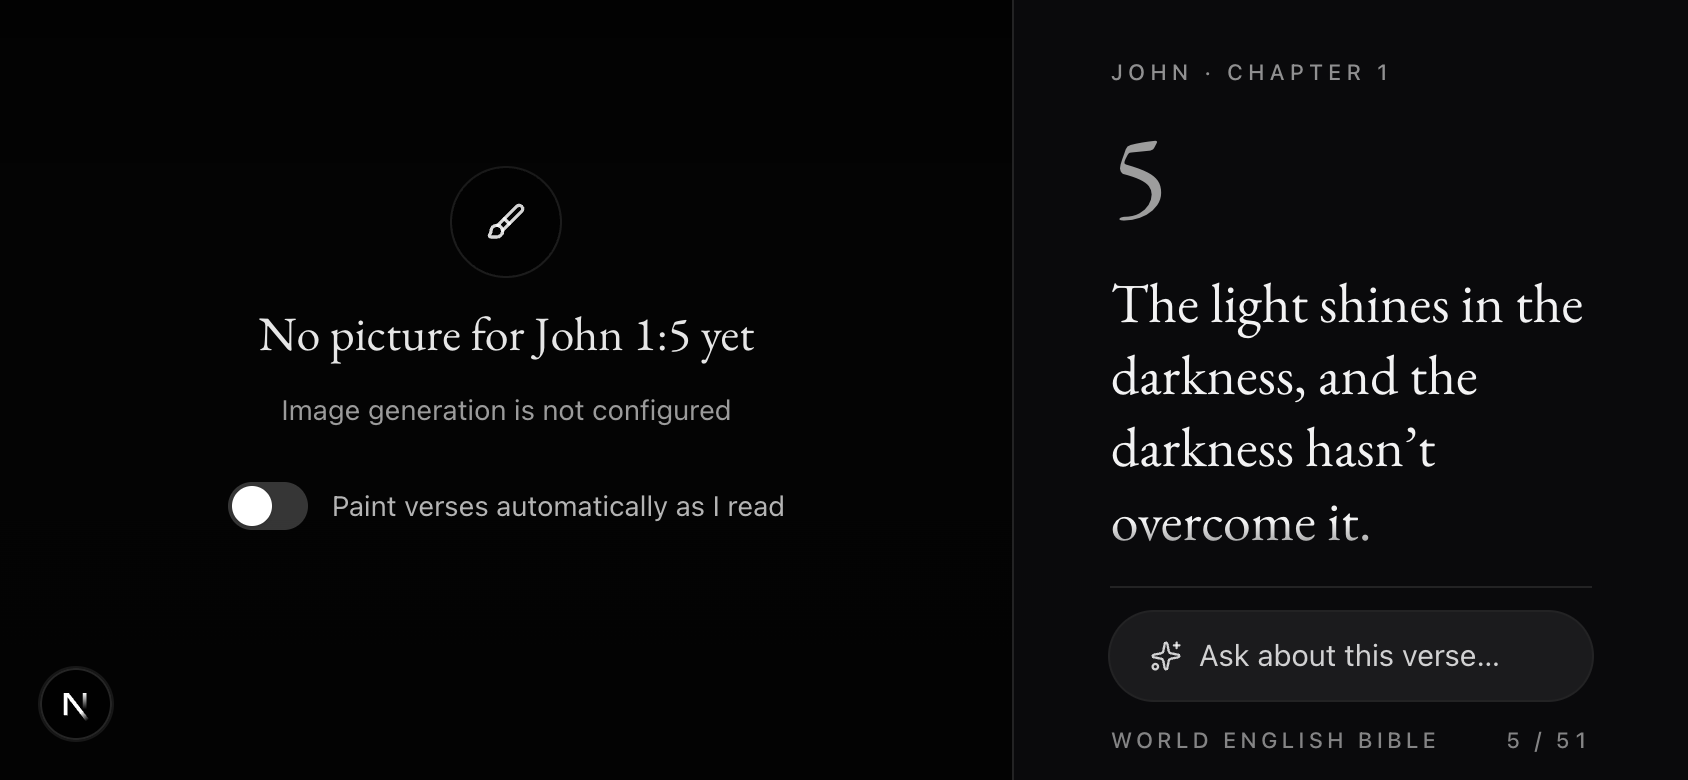 No picture for John 1:5 yet
Image generation is not configured
Paint verses automatically as I read
N
JOHN · CHAPTER 1
5
The light shines in the
darkness, and the
darkness hasn’t
overcome it.
Ask about this verse...
WORLD ENGLISH BIBLE 5 / 51